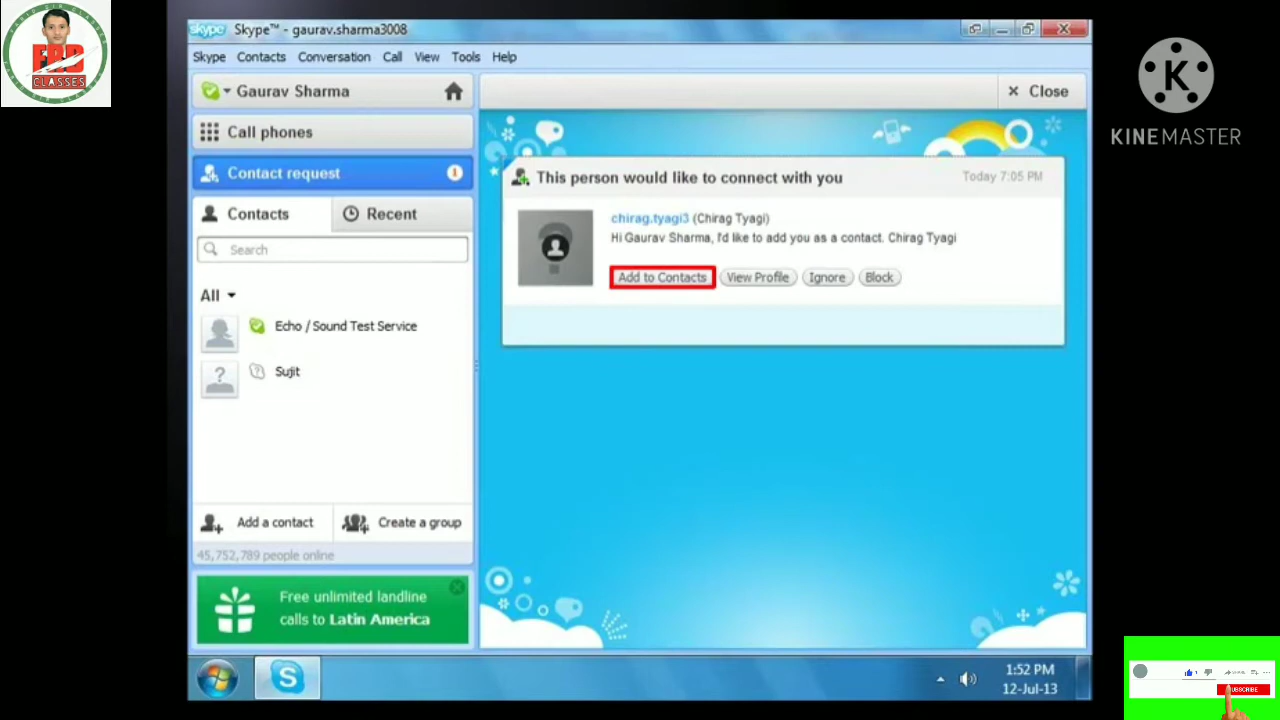 FRD
CLASSES
Skype™ - gaurav.sharma3008
Skype Contacts Conversation Call View Tools Help
Gaurav Sharma
Close
Call phones
Contact request 1
Contacts Recent
Search
All
Echo / Sound Test Service
Sujit
Add a contact Create a group
45,752,789 people online
Free unlimited landline
calls to Latin America
This person would like to connect with you Today 7:05 PM
chirag.tyagi3 (Chirag Tyagi)
Hi Gaurav Sharma, I'd like to add you as a contact. Chirag Tyagi
Add to Contacts View Profile Ignore Block
1:52 PM
12-Jul-13
K
KINEMASTER